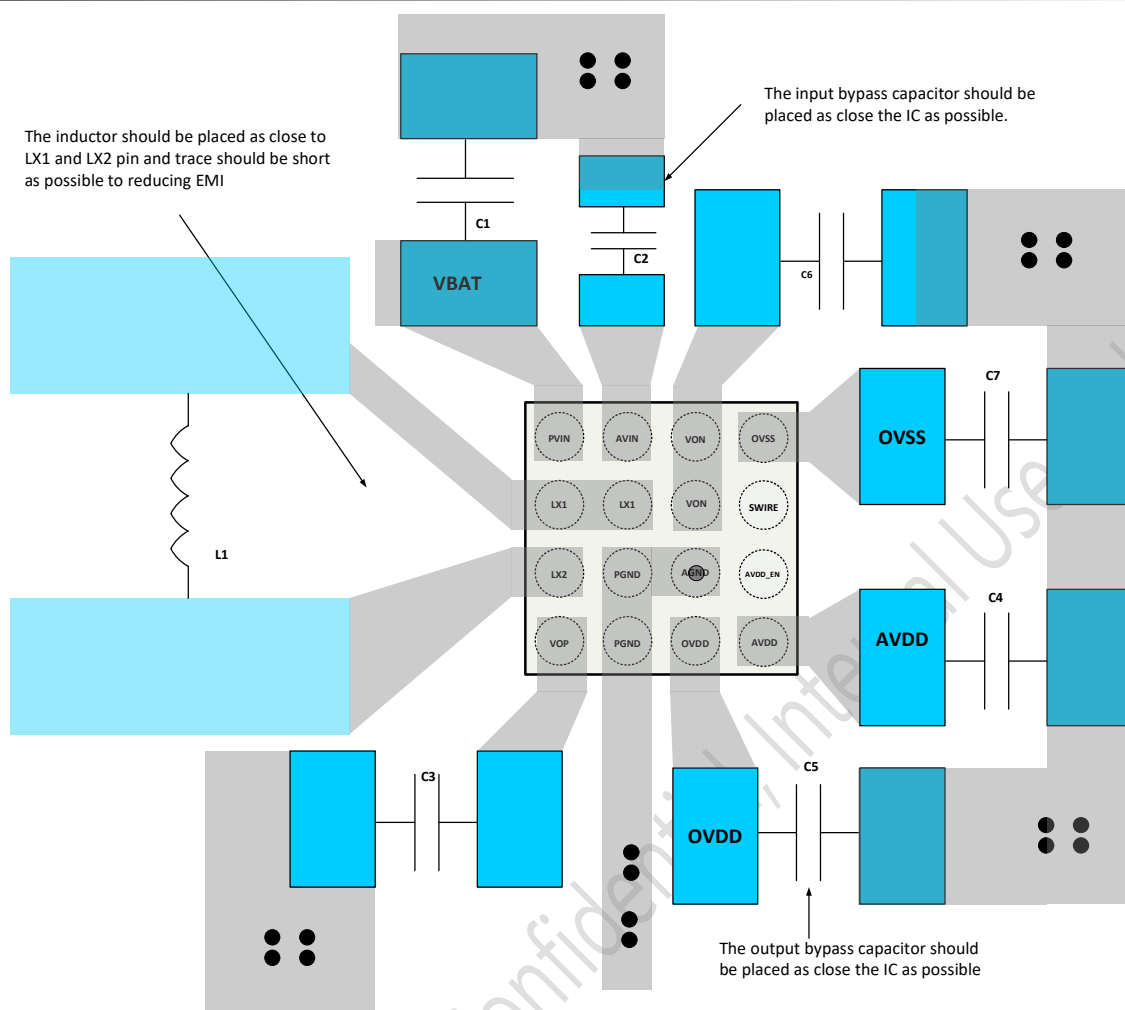 The input bypass capacitor should be
placed as close the IC as possible.
The inductor should be placed as close to
LX1 and LX2 pin and trace should be short
as possible to reducing EMI
C1
C2
C6
VBAT
C7
OVSS
PVIN
AVIN
VON
OVSS
LX1
LX1
VON
SWIRE
L1
LX2
PGND
AGND
AVDD_EN
C4
AVDD
VOP
PGND
OVDD
AVDD
C3
C5
OVDD
The output bypass capacitor should
be placed as close the IC as possible